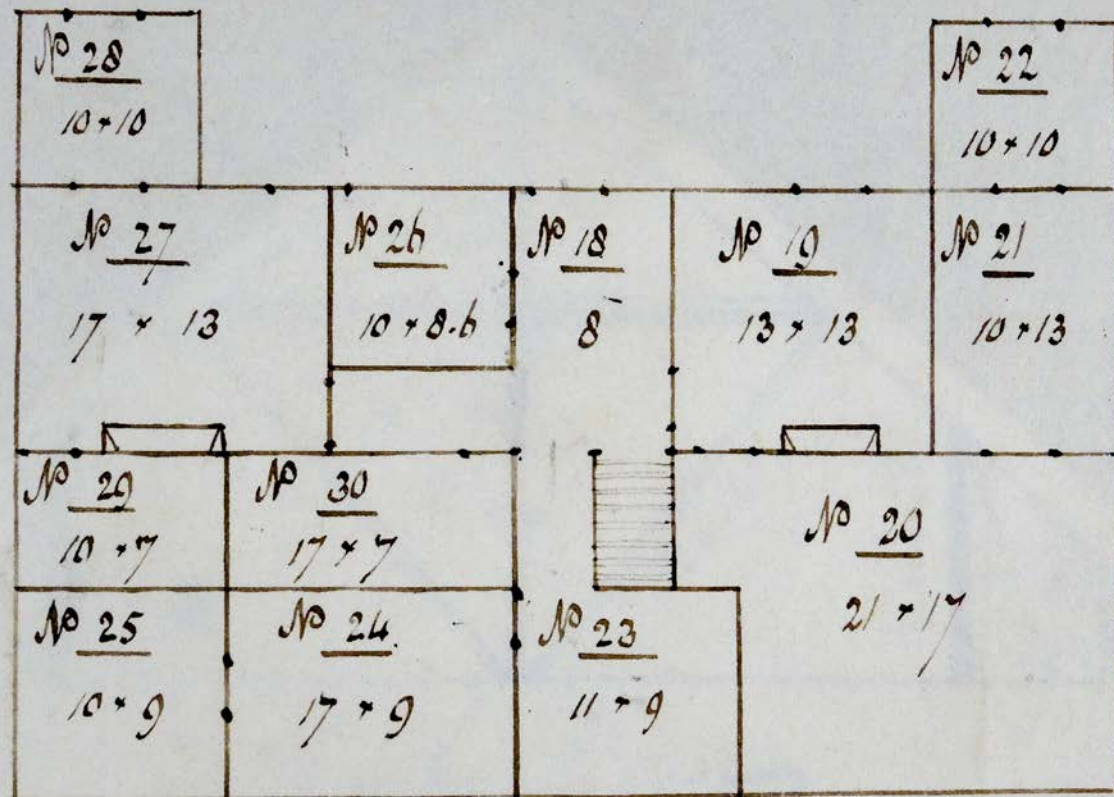 No 28
10 × 10
No 22
10 × 10
No 27
17 × 13
No 26
10 × 8.6
No 18
8
No 19
13 × 13
No 21
10 × 13
No 29
10 × 7
No 30
17 × 7
No 20
21 × 17
No 25
10 × 9
No 24
17 × 9
No 23
11 × 9